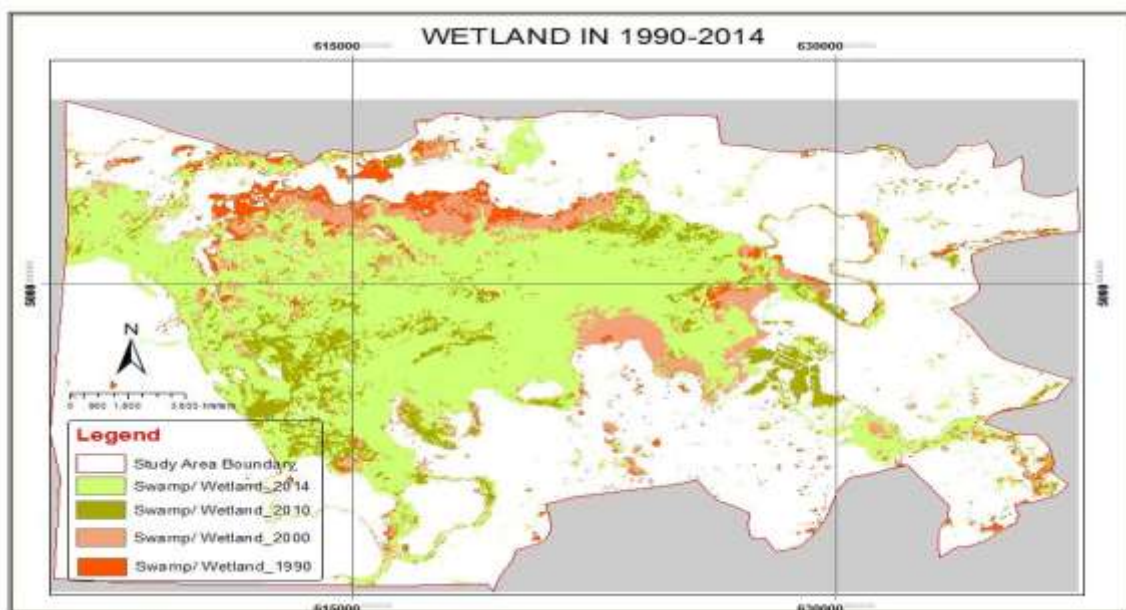 WETLAND IN 1990-2014
615000
630000
N
Legend
Study Area Boundary
Swamp/ Wetland_2014
Swamp/ Wetland_2010
Swamp/ Wetland_2000
Swamp/ Wetland_1990
615000
630000